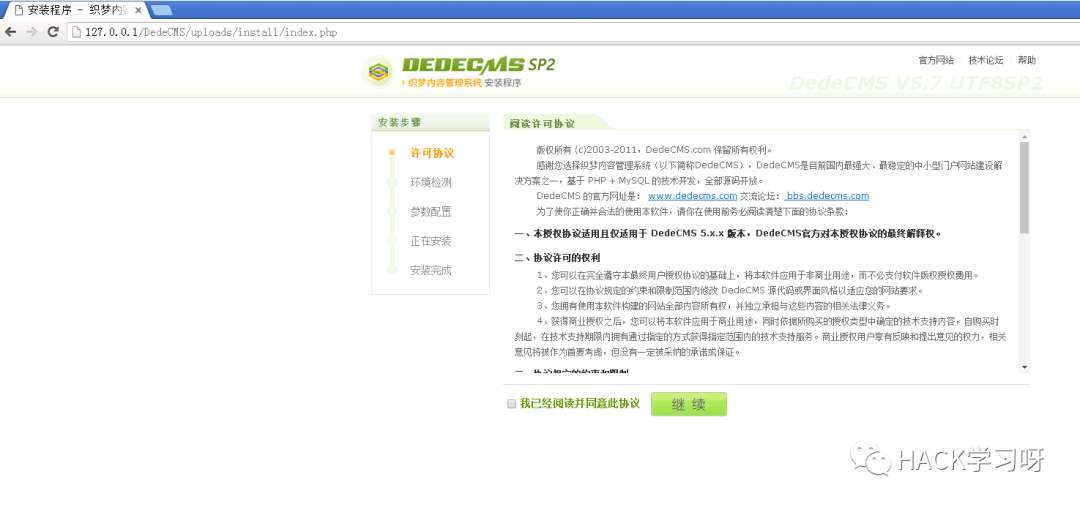 安装程序 - 织梦内容
127.0.0.1/DedeCMS/uploads/install/index.php
DEDECMS SP2
织梦内容管理系统 安装程序
官方网站 技术论坛 帮助
DedeCMS V5.7 UTF8SP2
安装步骤
许可协议
环境检测
参数配置
正在安装
安装完成
阅读许可协议
版权所有 (c)2003-2011，DedeCMS.com 保留所有权利。
感谢您选择织梦内容管理系统（以下简称DedeCMS），DedeCMS是目前国内最强大、最稳定的中小型门户网站建设解
决方案之一，基于 PHP + MySQL 的技术开发，全部源码开放。
DedeCMS 的官方网址是： www.dedecms.com 交流论坛： bbs.dedecms.com
为了使你正确并合法的使用本软件，请你在使用前务必阅读清楚下面的协议条款：
一、本授权协议适用且仅适用于 DedeCMS 5.x.x 版本，DedeCMS官方对本授权协议的最终解释权。
二、协议许可的权利
1、您可以在完全遵守本最终用户授权协议的基础上，将本软件应用于非商业用途，而不必支付软件版权授权费用。
2、您可以在协议规定的约束和限制范围内修改 DedeCMS 源代码或界面风格以适应您的网站要求。
3、您拥有使用本软件构建的网站全部内容所有权，并独立承担与这些内容的相关法律义务。
4、获得商业授权之后，您可以将本软件应用于商业用途，同时依据所购买的授权类型中确定的技术支持内容，自购买时
刻起，在技术支持期限内拥有通过指定的方式获得指定范围内的技术支持服务。商业授权用户享有反映和提出意见的权力，相关
意见将被作为首要考虑，但没有一定被采纳的承诺或保证。
我已经阅读并同意此协议
继 续
HACK学习呀